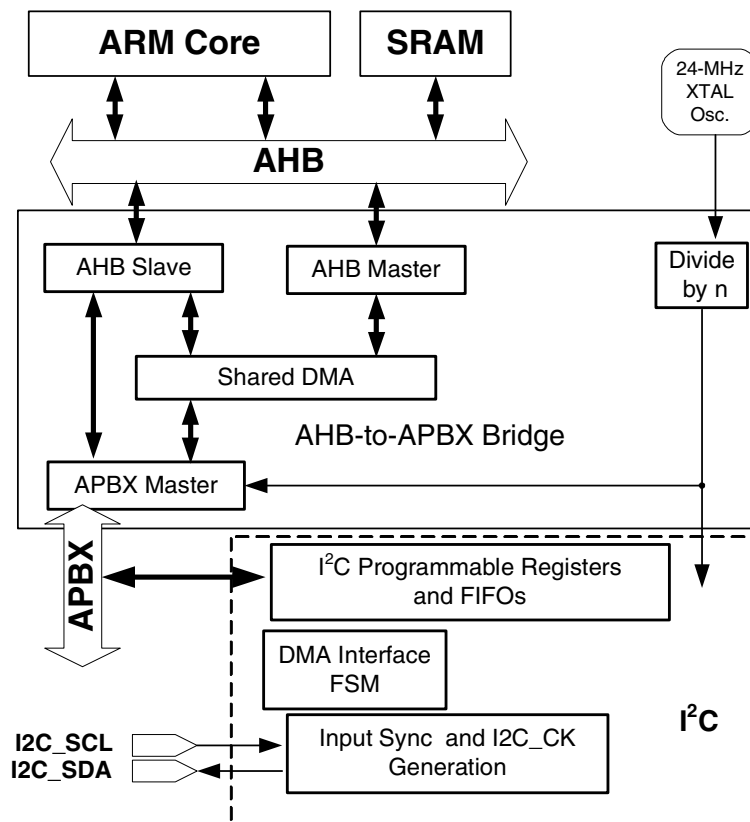 ARM Core
SRAM
24-MHz
XTAL
Osc.
AHB
AHB Slave
AHB Master
Divide
by n
Shared DMA
AHB-to-APBX Bridge
APBX Master
APBX
I²C Programmable Registers
and FIFOs
DMA Interface
FSM
I²C
I2C_SCL
I2C_SDA
Input Sync and I2C_CK
Generation